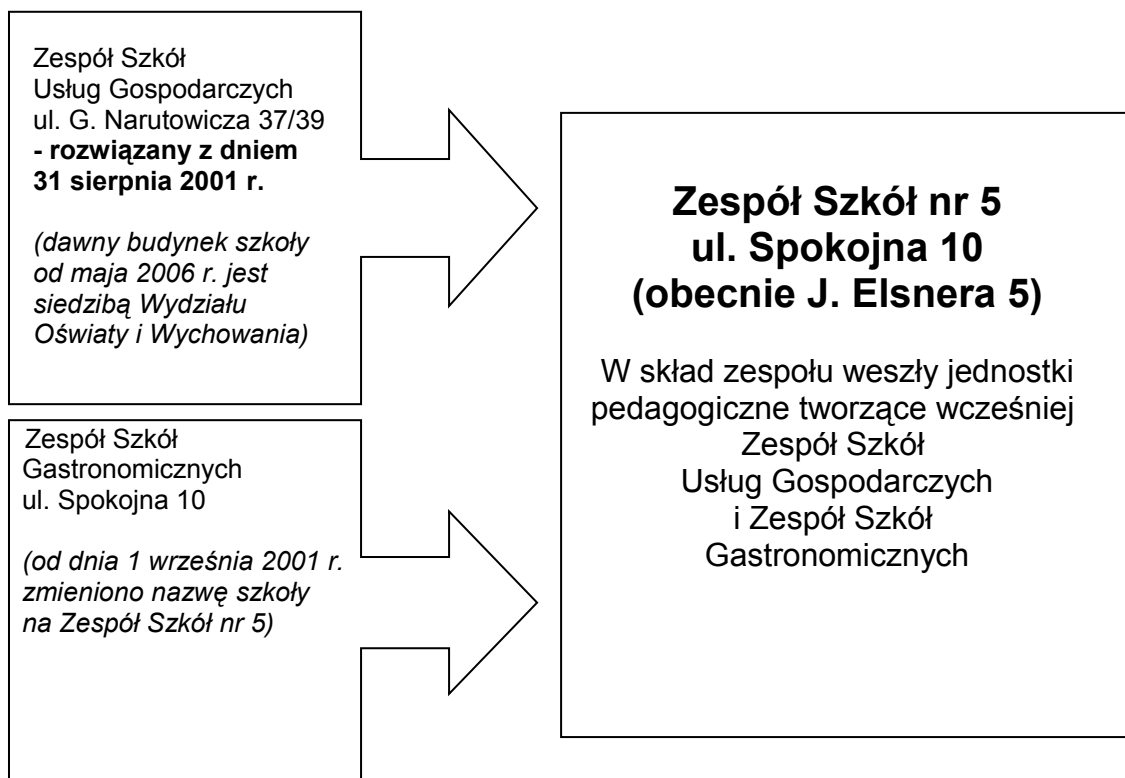 Zespół Szkół
Usług Gospodarczych
ul. G. Narutowicza 37/39
- rozwiązany z dniem
31 sierpnia 2001 r.
(dawny budynek szkoły
od maja 2006 r. jest
siedzibą Wydziału
Oświaty i Wychowania)
Zespół Szkół
Gastronomicznych
ul. Spokojna 10
(od dnia 1 września 2001 r.
zmieniono nazwę szkoły
na Zespół Szkół nr 5)
Zespół Szkół nr 5
ul. Spokojna 10
(obecnie J. Elsnera 5)
W skład zespołu weszły jednostki
pedagogiczne tworzące wcześniej
Zespół Szkół
Usług Gospodarczych
i Zespół Szkół
Gastronomicznych